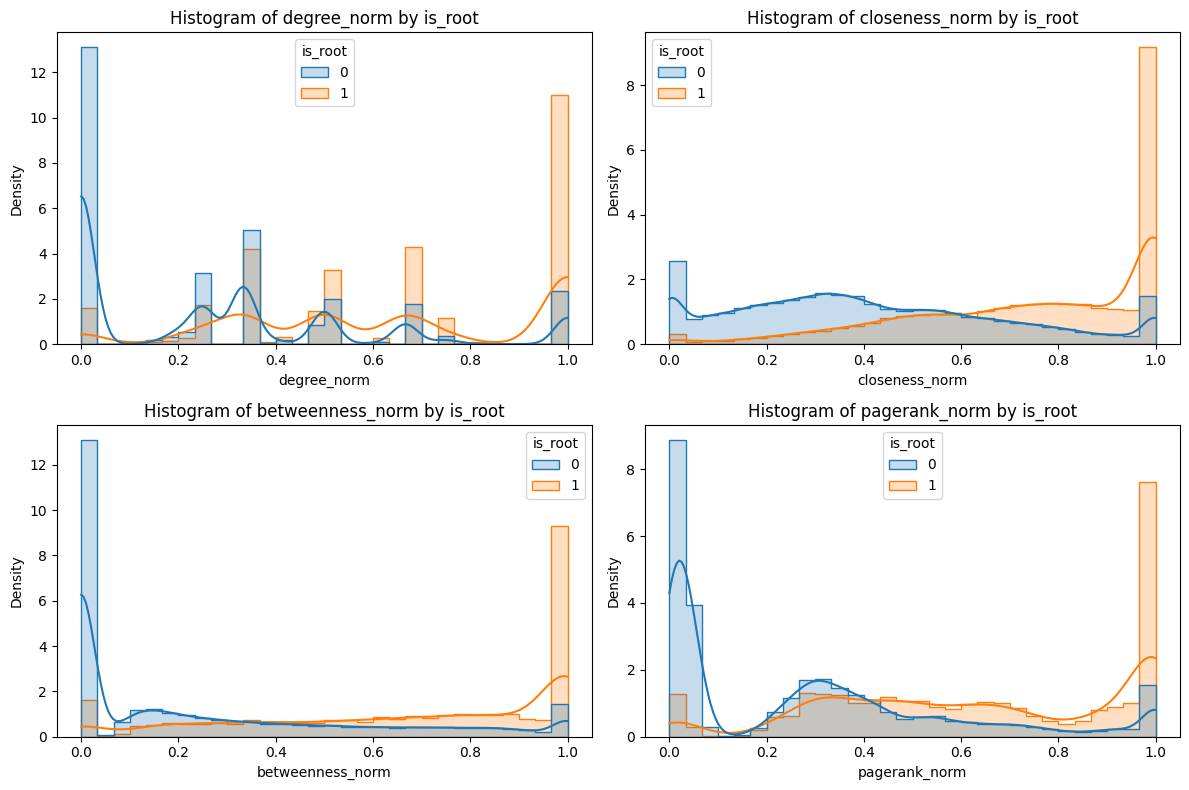 Histogram of degree_norm by is_root
is_root
0
1
Density
12
10
8
6
4
2
0
0.0 0.2 0.4 0.6 0.8 1.0
degree_norm
Histogram of closeness_norm by is_root
is_root
0
1
Density
8
6
4
2
0
0.0 0.2 0.4 0.6 0.8 1.0
closeness_norm
Histogram of betweenness_norm by is_root
is_root
0
1
Density
12
10
8
6
4
2
0
0.0 0.2 0.4 0.6 0.8 1.0
betweenness_norm
Histogram of pagerank_norm by is_root
is_root
0
1
Density
8
6
4
2
0
0.0 0.2 0.4 0.6 0.8 1.0
pagerank_norm